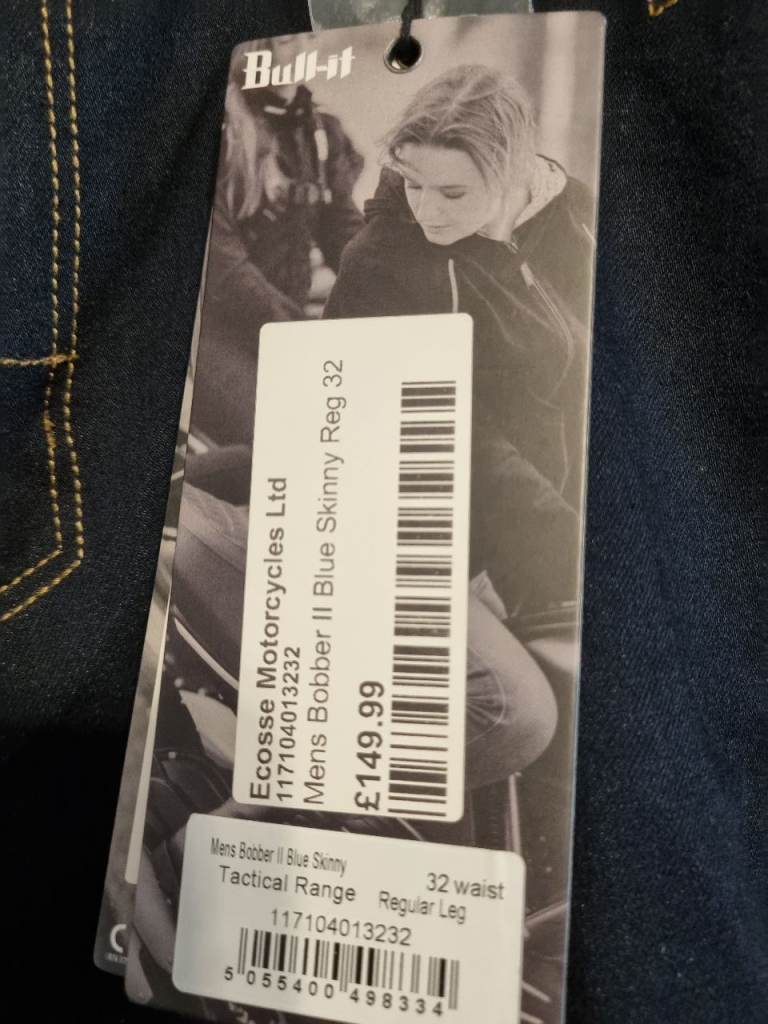 Bull-it
Ecosse Motorcycles Ltd
117104013232
Mens Bobber II Blue Skinny Reg 32
£149.99
Mens Bobber II Blue Skinny
Tactical Range
32 waist
Regular Leg
117104013232
5 055400 498334